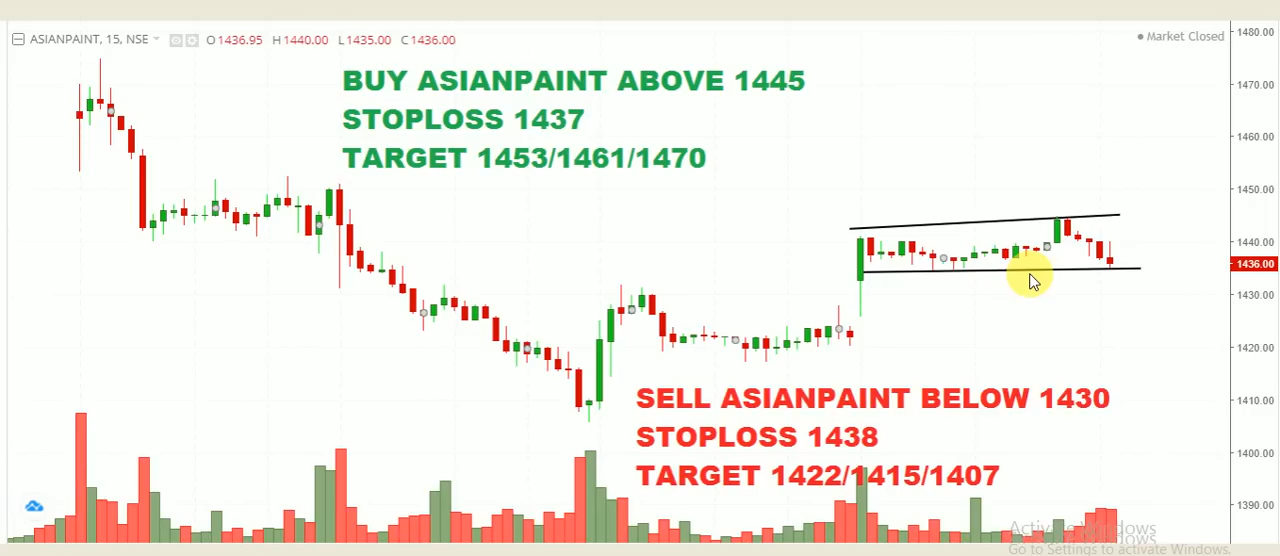 ASIANPAINT, 15, NSE O1436.95 H1440.00 L1435.00 C1436.00
Market Closed
BUY ASIANPAINT ABOVE 1445
STOPLOSS 1437
TARGET 1453/1461/1470
SELL ASIANPAINT BELOW 1430
STOPLOSS 1438
TARGET 1422/1415/1407
1480.00
1470.00
1460.00
1450.00
1440.00
1436.00
1430.00
1420.00
1410.00
1400.00
1390.00
Activate Windows
Go to Settings to activate Windows.